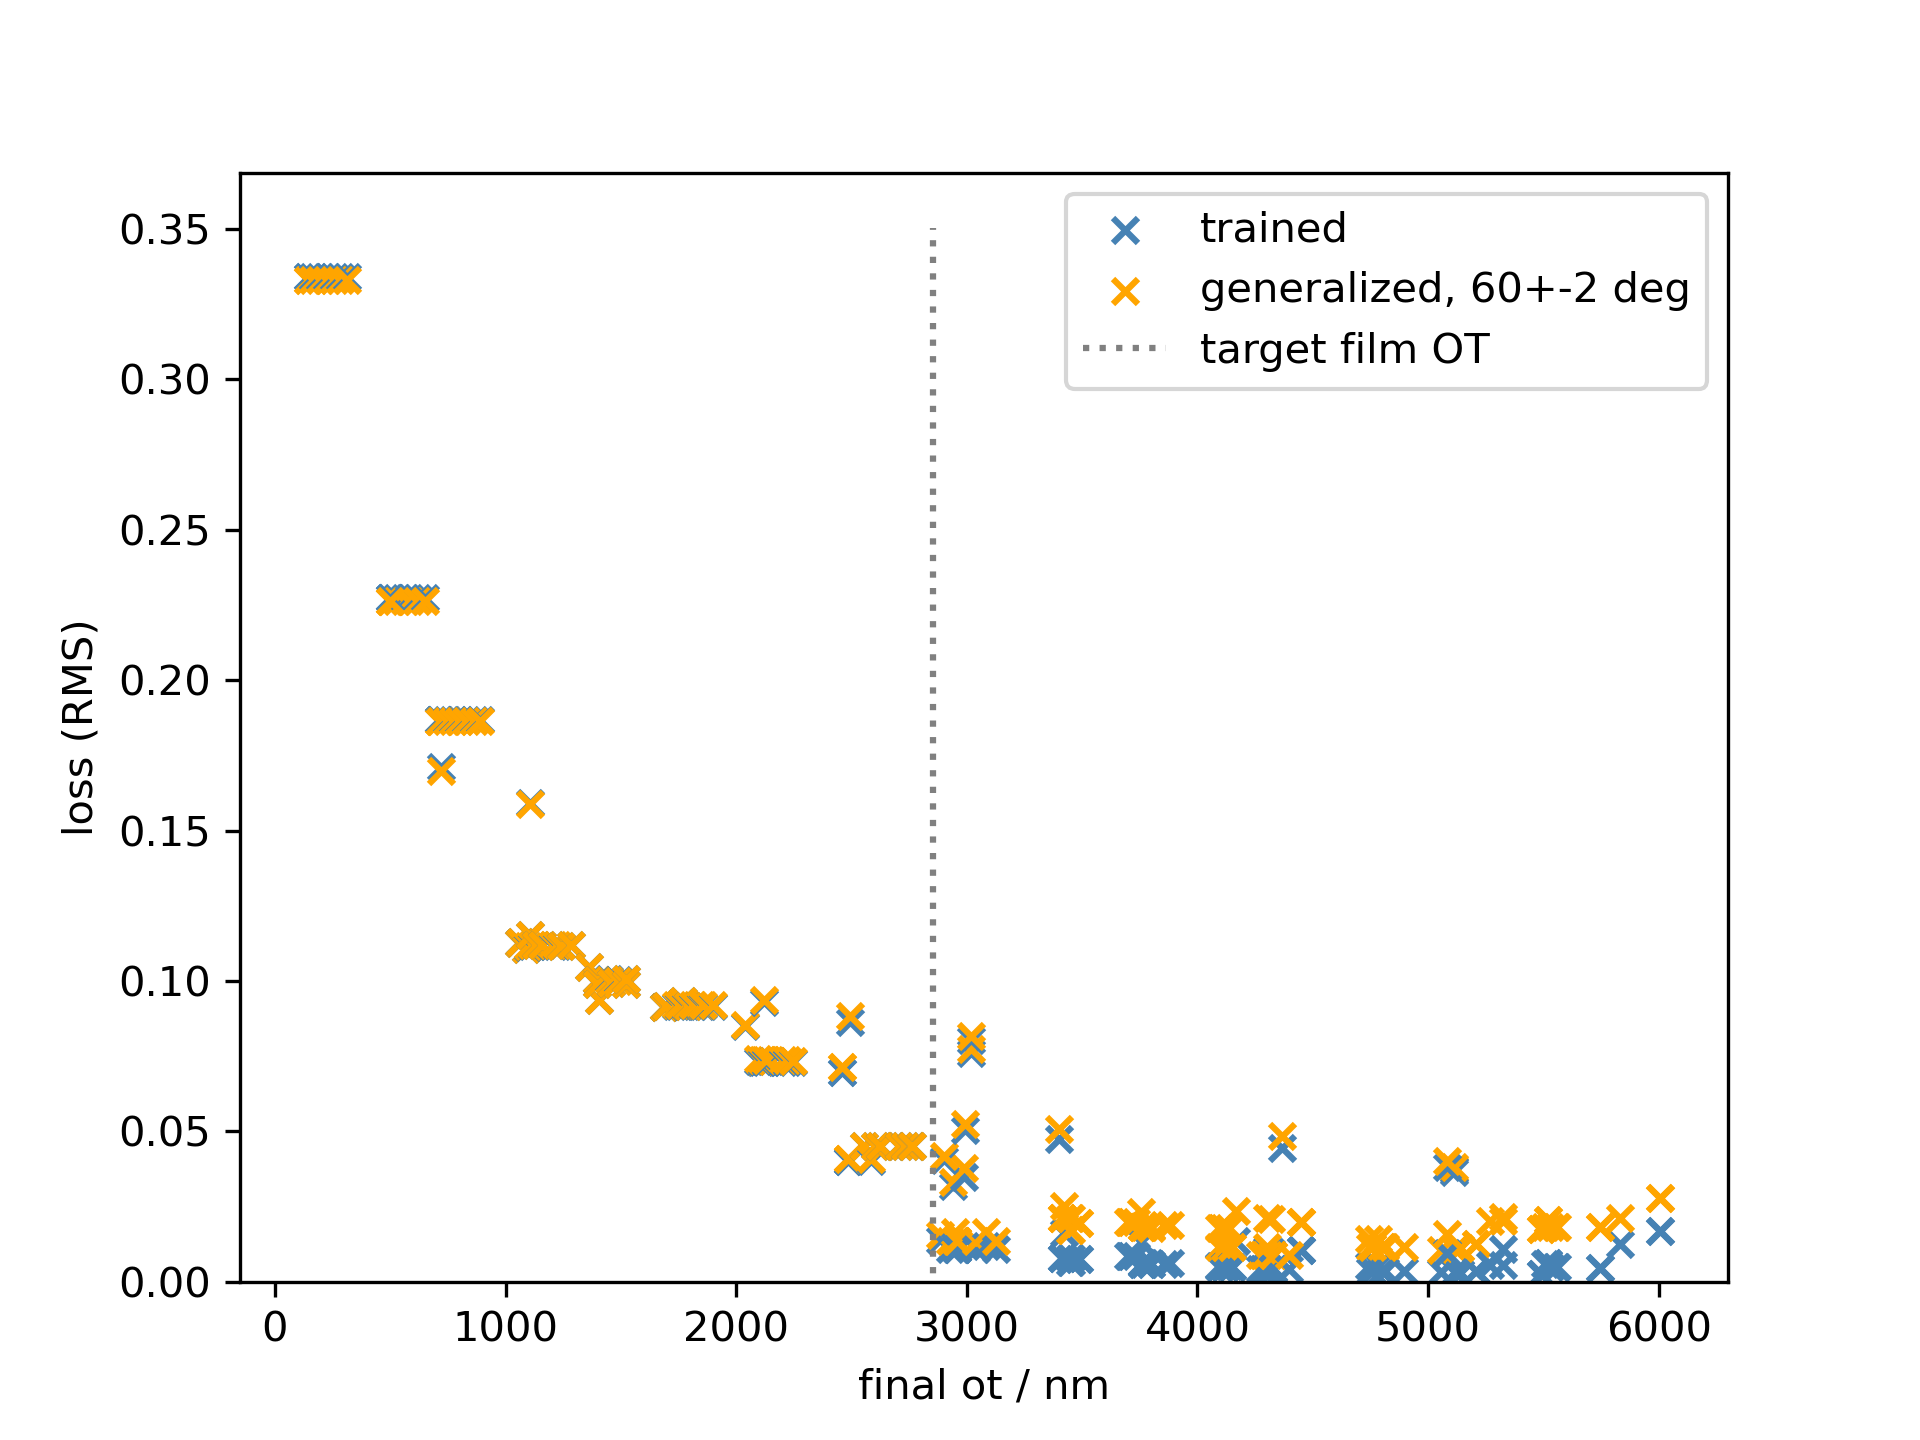 trained
generalized, 60+-2 deg
target film OT
0.35
0.30
0.25
0.20
0.15
0.10
0.05
0.00
loss (RMS)
0 1000 2000 3000 4000 5000 6000
final ot / nm